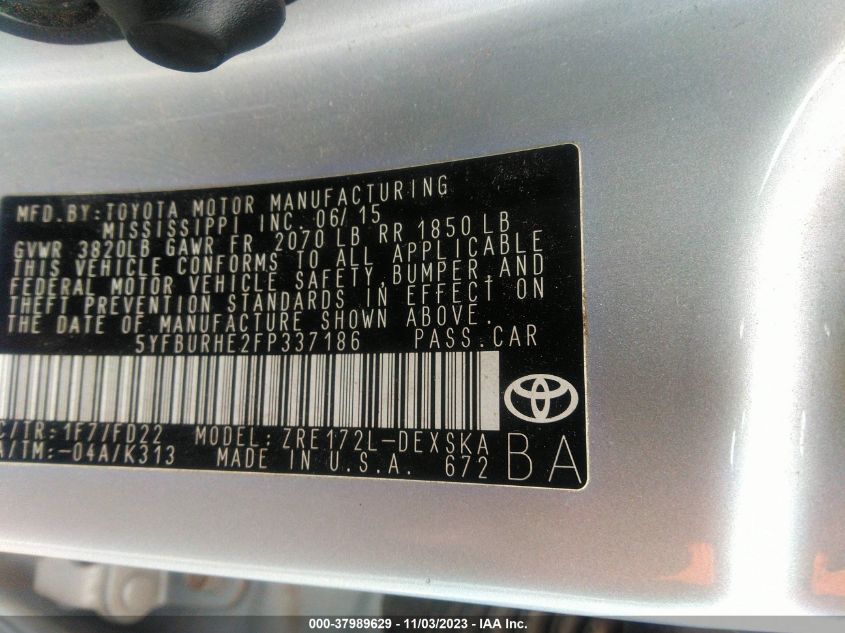 MFD.BY:TOYOTA MOTOR MANUFACTURING
MISSISSIPPI INC. 06/15
GVWR 3820LB GAWR FR 2070 LB RR 1850 LB
THIS VEHICLE CONFORMS TO ALL APPLICABLE
FEDERAL MOTOR VEHICLE SAFETY,BUMPER,AND
THEFT PREVENTION STANDARDS IN EFFECT ON
THE DATE OF MANUFACTURE SHOWN ABOVE.
5YFBURHE2FP337186 PASS.CAR
C/TR:1F7/FD22 MODEL:ZRE172L-DEXSKA
A/TM:-04A/K313 MADE IN U.S.A. 672 BA
000-37989629 - 11/03/2023 - IAA Inc.